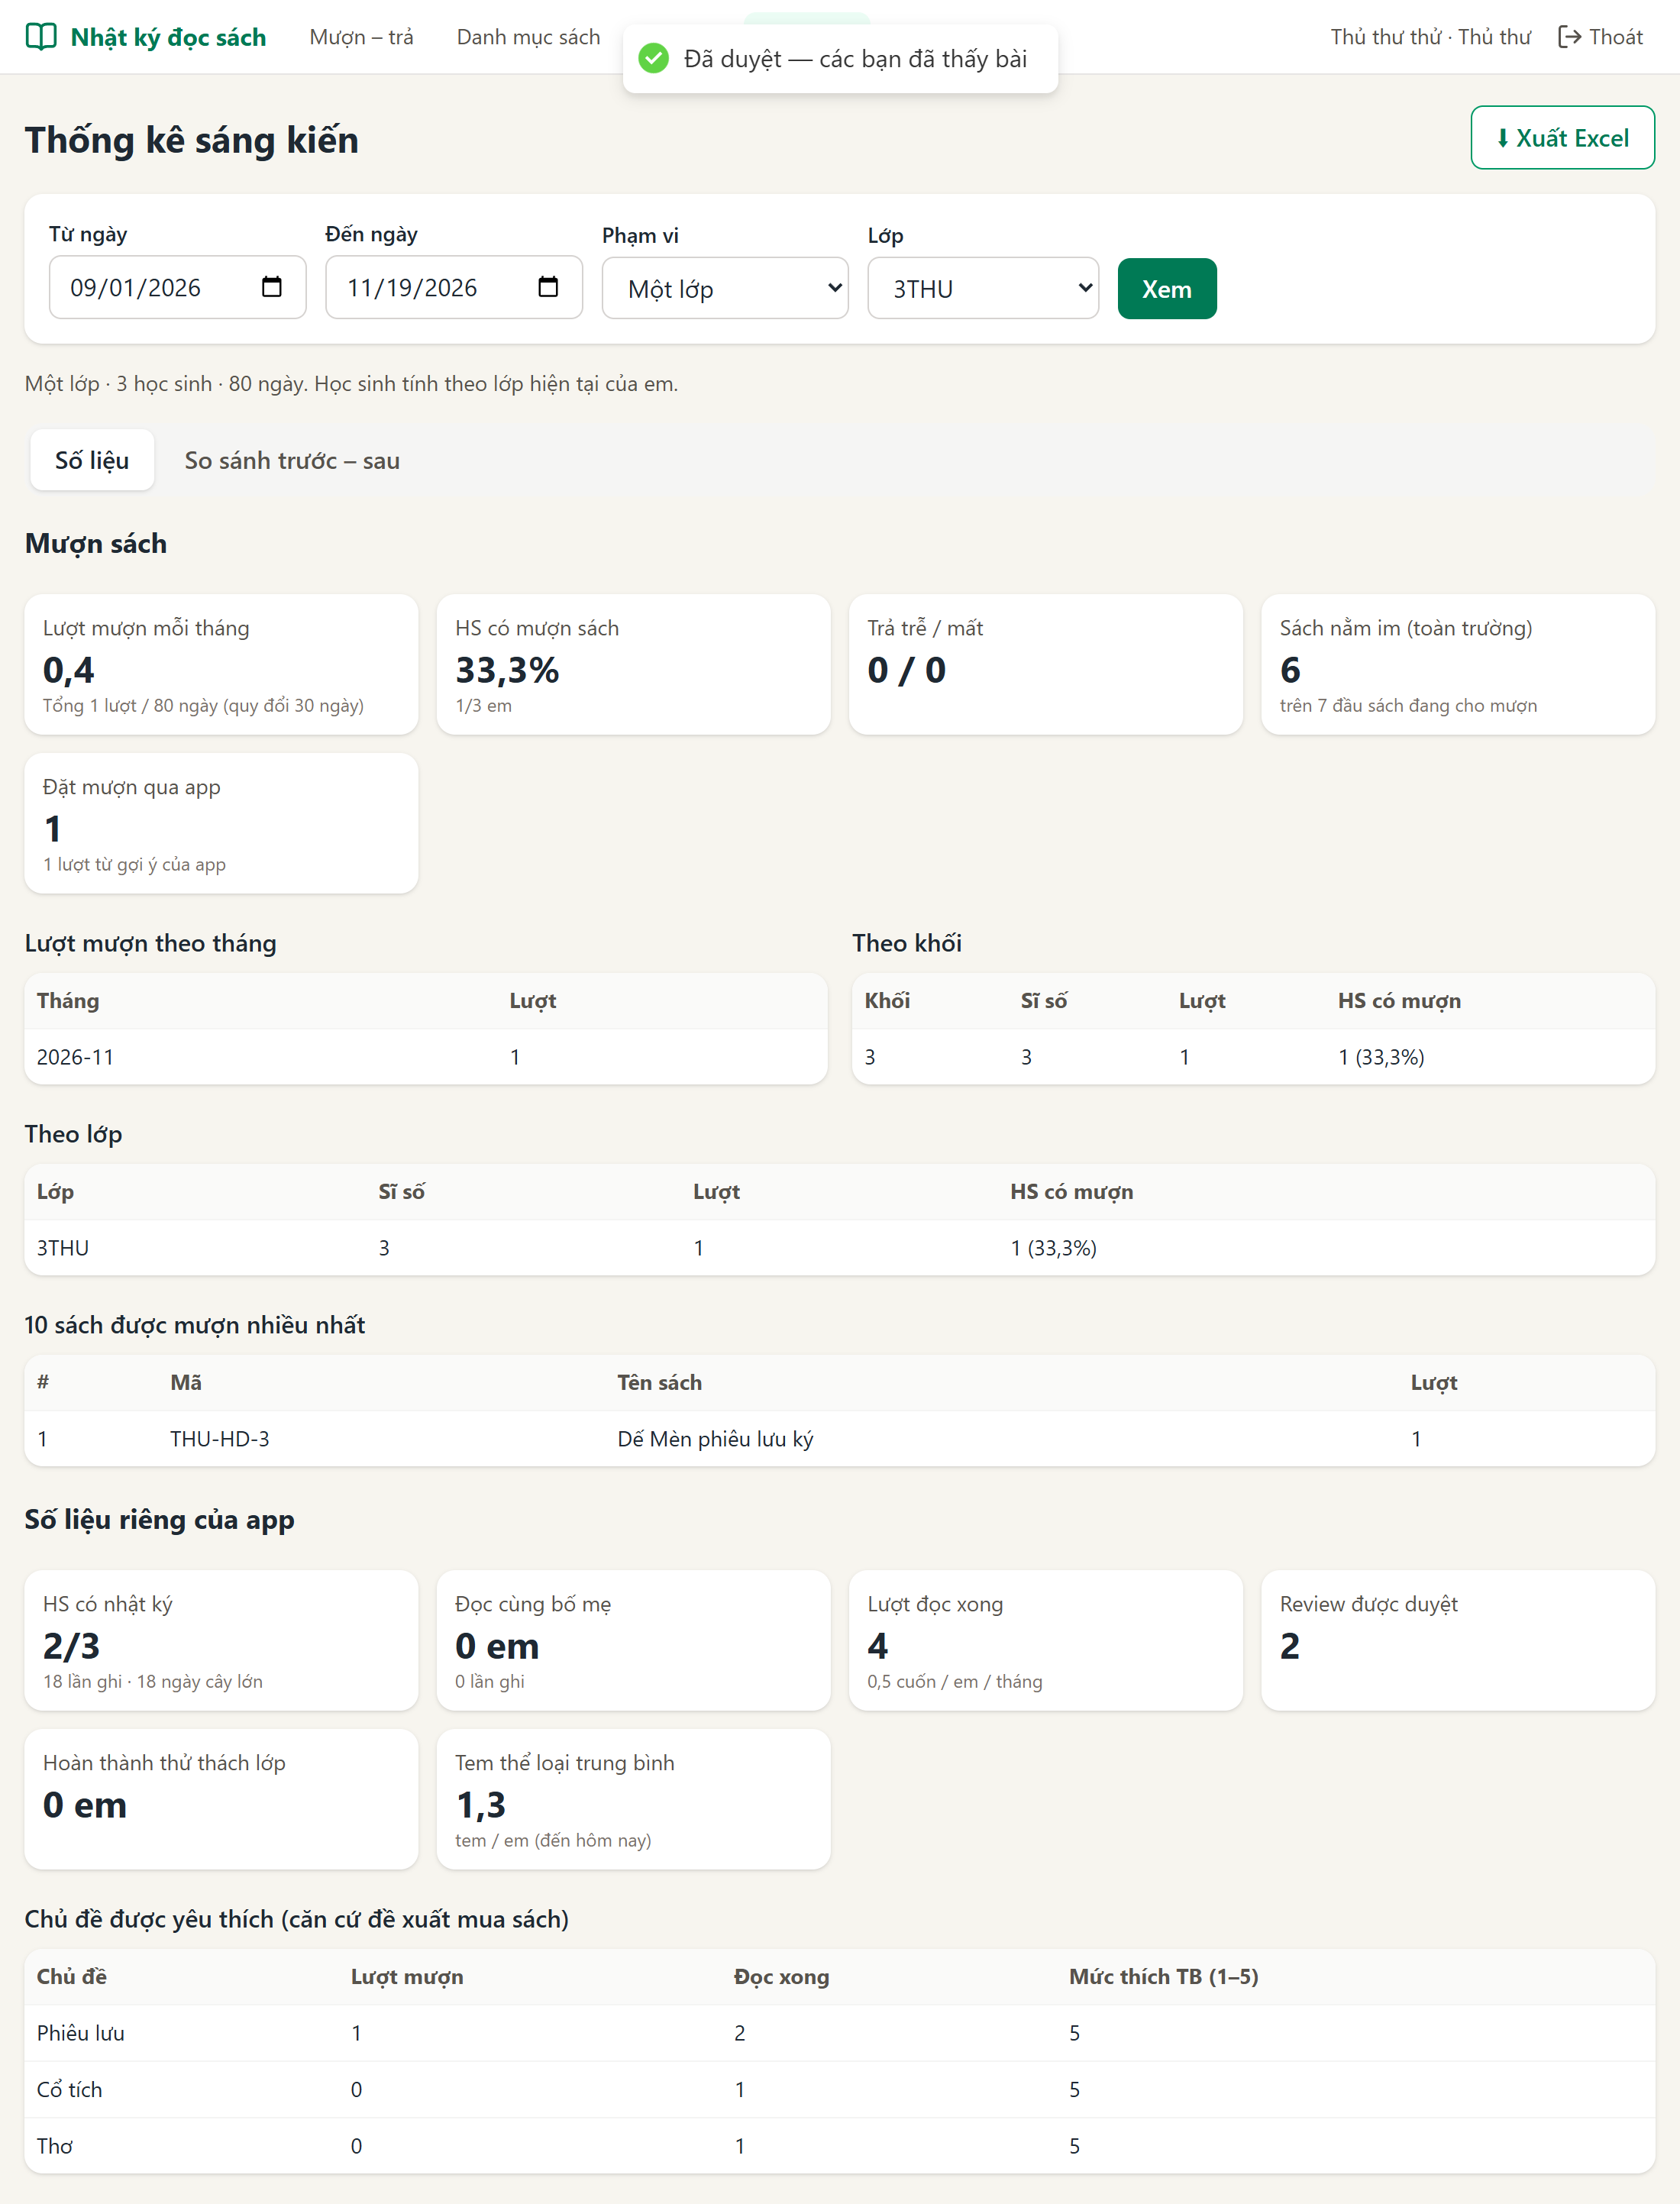 Nhật ký đọc sách Mượn – trả Danh mục sách Thủ thư thử · Thủ thư Thoát
Đã duyệt — các bạn đã thấy bài
Thống kê sáng kiến
⬇ Xuất Excel
Từ ngày Đến ngày Phạm vi Lớp
09/01/2026 11/19/2026 Một lớp 3THU Xem
Một lớp · 3 học sinh · 80 ngày. Học sinh tính theo lớp hiện tại của em.
Số liệu So sánh trước – sau
Mượn sách
Lượt mượn mỗi tháng
0,4
Tổng 1 lượt / 80 ngày (quy đổi 30 ngày)
HS có mượn sách
33,3%
1/3 em
Trả trễ / mất
0 / 0
Sách nằm im (toàn trường)
6
trên 7 đầu sách đang cho mượn
Đặt mượn qua app
1
1 lượt từ gợi ý của app
Lượt mượn theo tháng
Tháng Lượt
2026-11 1
Theo khối
Khối Sĩ số Lượt HS có mượn
3 3 1 1 (33,3%)
Theo lớp
Lớp Sĩ số Lượt HS có mượn
3THU 3 1 1 (33,3%)
10 sách được mượn nhiều nhất
# Mã Tên sách Lượt
1 THU-HD-3 Dế Mèn phiêu lưu ký 1
Số liệu riêng của app
HS có nhật ký
2/3
18 lần ghi · 18 ngày cây lớn
Đọc cùng bố mẹ
0 em
0 lần ghi
Lượt đọc xong
4
0,5 cuốn / em / tháng
Review được duyệt
2
Hoàn thành thử thách lớp
0 em
Tem thể loại trung bình
1,3
tem / em (đến hôm nay)
Chủ đề được yêu thích (căn cứ đề xuất mua sách)
Chủ đề Lượt mượn Đọc xong Mức thích TB (1–5)
Phiêu lưu 1 2 5
Cổ tích 0 1 5
Thơ 0 1 5